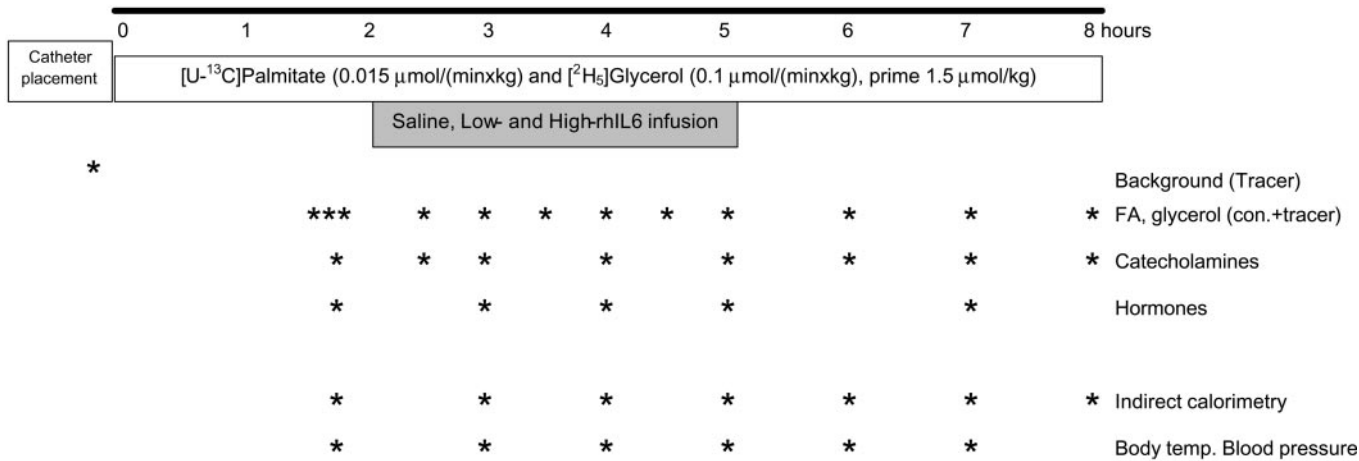 0 1 2 3 4 5 6 7 8 hours
Catheter
placement
[U-¹³C]Palmitate (0.015 μmol/(minxkg) and [²H₅]Glycerol (0.1 μmol/(minxkg), prime 1.5 μmol/kg)
Saline, Low- and High-rhIL6 infusion
* Background (Tracer)
*** * * * * * * * * * FA, glycerol (con.+tracer)
* * * * * * * * Catecholamines
* * * * * Hormones
* * * * * * * Indirect calorimetry
* * * * * * Body temp. Blood pressure